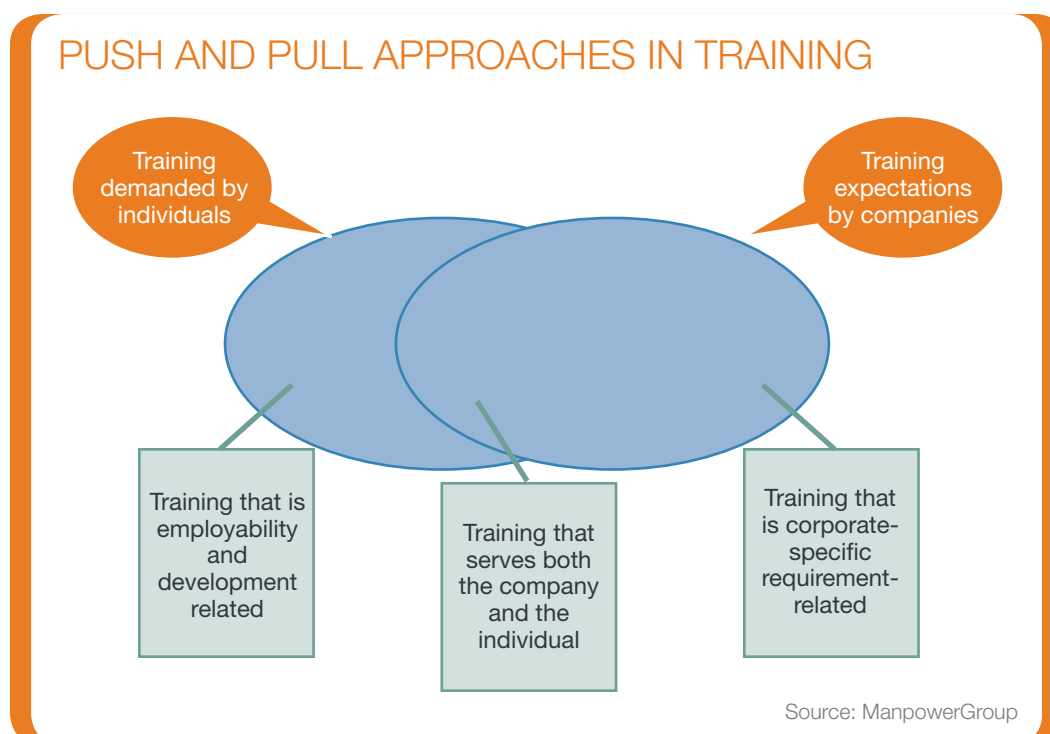 PUSH AND PULL APPROACHES IN TRAINING
Training
demanded by
individuals
Training
expectations
by companies
Training that is
employability
and
development
related
Training that
serves both
the company
and the
individual
Training that
is corporate-
specific
requirement-
related
Source: ManpowerGroup